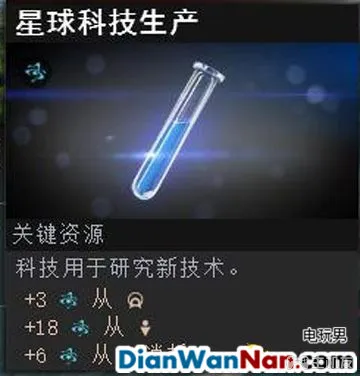 星球科技生产
关键资源
科技用于研究新技术。
+3 从
+18 从
+6 从
电玩男
DianWanNan.com